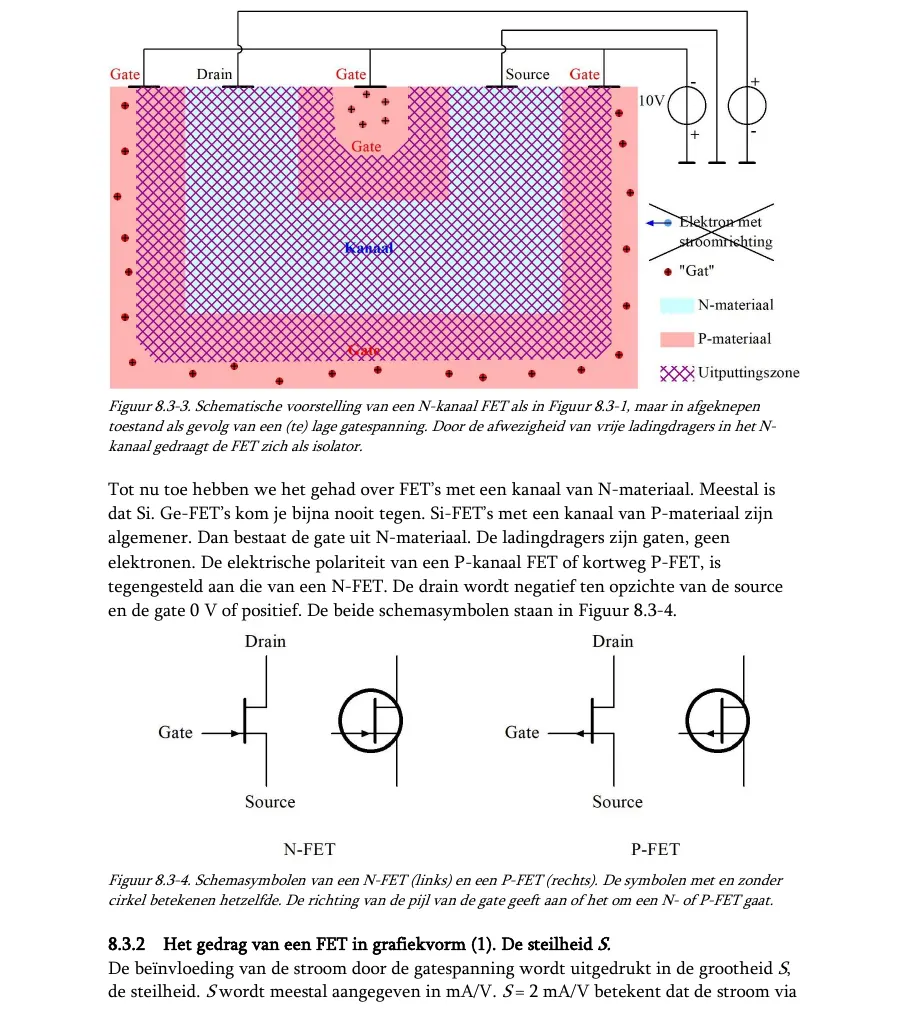 Gate Drain Gate Source Gate
- +
10V
+ -
Gate
Elektron met
stroomrichting
Kanaal
"Gat"
N-materiaal
P-materiaal
Gate
Uitputtingszone
Figuur 8.3-3. Schematische voorstelling van een N-kanaal FET als in Figuur 8.3-1, maar in afgeknepen
toestand als gevolg van een (te) lage gatespanning. Door de afwezigheid van vrije ladingdragers in het N-
kanaal gedraagt de FET zich als isolator.
Tot nu toe hebben we het gehad over FET's met een kanaal van N-materiaal. Meestal is
dat Si. Ge-FET's kom je bijna nooit tegen. Si-FET's met een kanaal van P-materiaal zijn
algemener. Dan bestaat de gate uit N-materiaal. De ladingdragers zijn gaten, geen
elektronen. De elektrische polariteit van een P-kanaal FET of kortweg P-FET, is
tegengesteld aan die van een N-FET. De drain wordt negatief ten opzichte van de source
en de gate 0 V of positief. De beide schemasymbolen staan in Figuur 8.3-4.
Drain Drain
Gate Gate
Source Source
N-FET P-FET
Figuur 8.3-4. Schemasymbolen van een N-FET (links) en een P-FET (rechts). De symbolen met en zonder
cirkel betekenen hetzelfde. De richting van de pijl van de gate geeft aan of het om een N- of P-FET gaat.
8.3.2 Het gedrag van een FET in grafiekvorm (1). De steilheid S.
De beïnvloeding van de stroom door de gatespanning wordt uitgedrukt in de grootheid S,
de steilheid. S wordt meestal aangegeven in mA/V. S = 2 mA/V betekent dat de stroom via